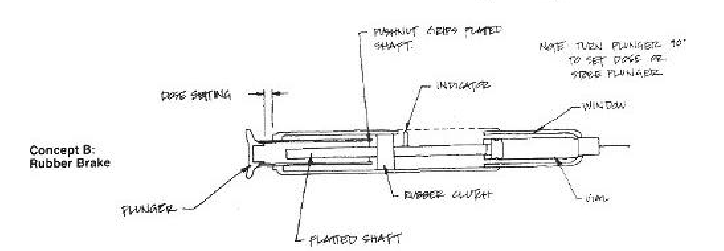 PUSHNUT GRIPS PLATED
SHAFT.
NOTE: TURN PLUNGER 90°
TO SET DOSE OR
STORE PLUNGER
INDICATOR
DOSE SETTING
WINDOW
Concept B:
Rubber Brake
RUBBER CLUTCH
VIAL
PLUNGER
PLATED SHAFT